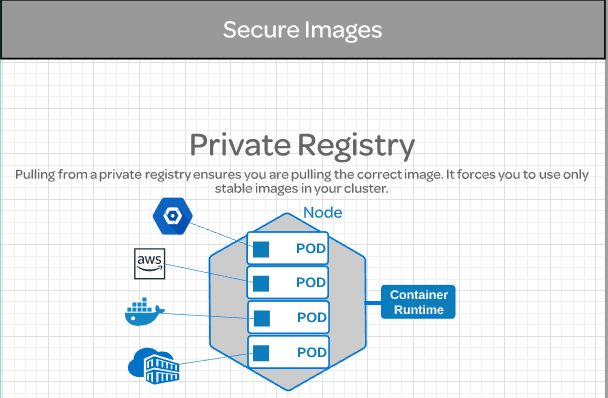 Secure Images
Private Registry
Pulling from a private registry ensures you are pulling the correct image. It forces you to use only
stable images in your cluster.
Node
POD
aws
POD
Container
Runtime
POD
POD